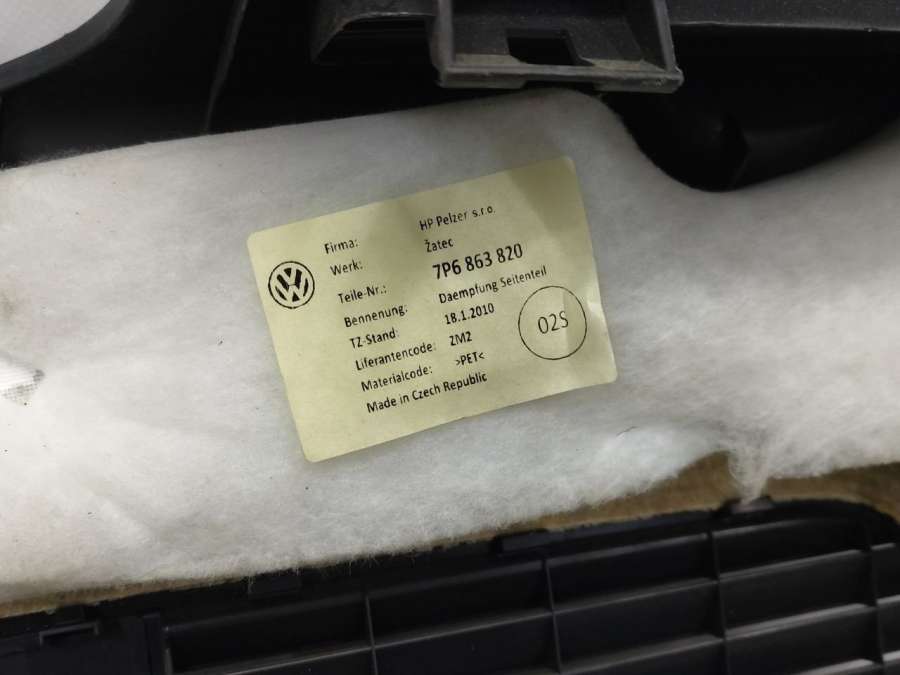 Firma: HP Pelzer s.r.o.
Werk: Žatec
Teile-Nr.: 7P6 863 820
Bennenung: Daempfung Seitenteil
TZ-Stand: 18.1.2010
Liferantencode: 2M2
Materialcode: >PET<
Made in Czech Republic
02S